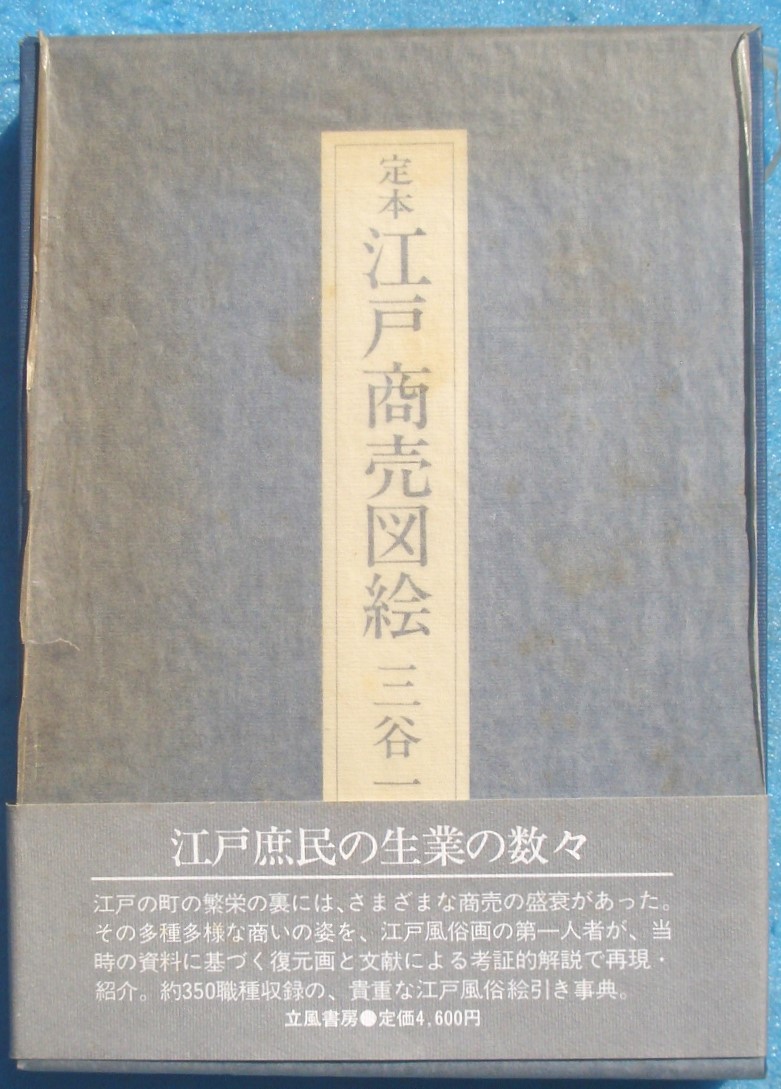 定本
江戸商売図絵
三谷一
江戸庶民の生業の数々
江戸の町の繁栄の裏には、さまざまな商売の盛衰があった。
その多種多様な商いの姿を、江戸風俗画の第一人者が、当
時の資料に基づく復元画と文献による考証的解説で再現・
紹介。約350職種収録の、貴重な江戸風俗絵引き事典。
立風書房●定価4,600円